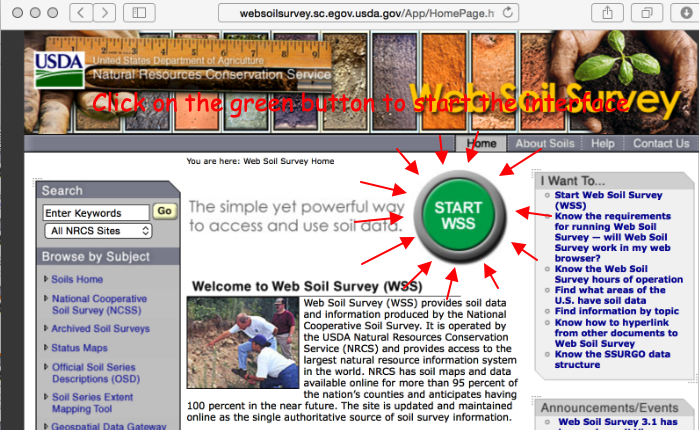 websoilsurvey.sc.egov.usda.gov/App/HomePage.h
USDA
United States Department of Agriculture
Natural Resources Conservation Service
Web Soil Survey
Click on the green button to start the interface
Home
About Soils
Help
Contact Us
You are here: Web Soil Survey Home
Search
Enter Keywords
Go
All NRCS Sites
Browse by Subject
Soils Home
National Cooperative
Soil Survey (NCSS)
Archived Soil Surveys
Status Maps
Official Soil Series
Descriptions (OSD)
Soil Series Extent
Mapping Tool
Geospatial Data Gateway
The simple yet powerful way
to access and use soil data.
START
WSS
Welcome to Web Soil Survey (WSS)
Web Soil Survey (WSS) provides soil data
and information produced by the National
Cooperative Soil Survey. It is operated by
the USDA Natural Resources Conservation
Service (NRCS) and provides access to the
largest natural resource information system
in the world. NRCS has soil maps and data
available online for more than 95 percent of
the nation's counties and anticipates having
100 percent in the near future. The site is updated and maintained
online as the single authoritative source of soil survey information.
I Want To...
Start Web Soil Survey
(WSS)
Know the requirements
for running Web Soil
Survey — will Web Soil
Survey work in my web
browser?
Know the Web Soil
Survey hours of operation
Find what areas of the
U.S. have soil data
Find information by topic
Know how to hyperlink
from other documents to
Web Soil Survey
Know the SSURGO data
structure
Announcements/Events
Web Soil Survey 3.1 has